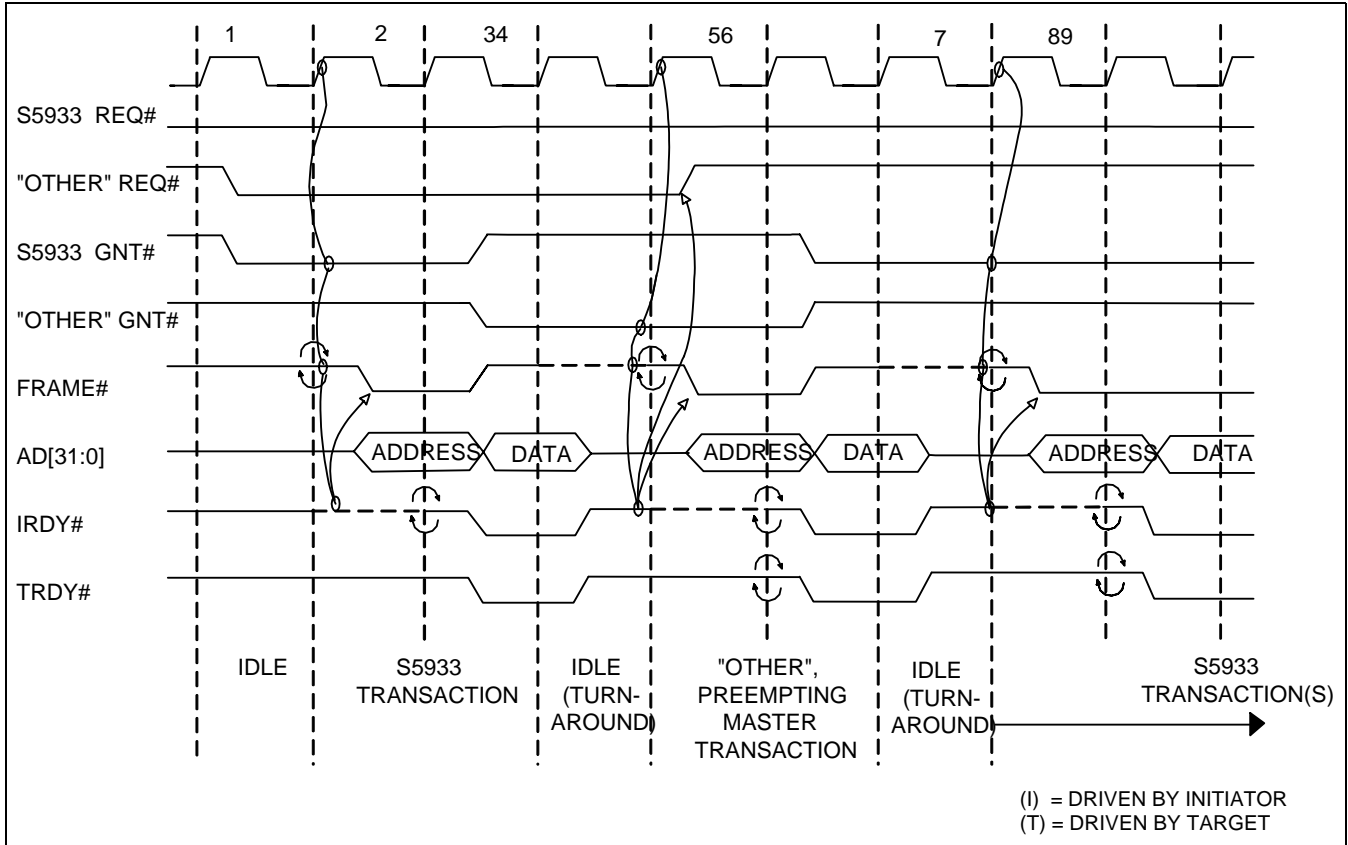 1 2 34 56 7 89
S5933 REQ#
"OTHER" REQ#
S5933 GNT#
"OTHER" GNT#
FRAME#
AD[31:0] ADDRESS DATA ADDRESS DATA ADDRESS DATA
IRDY#
TRDY#
IDLE
S5933
TRANSACTION
IDLE
(TURN-
AROUND)
"OTHER",
PREEMPTING
MASTER
TRANSACTION
IDLE
(TURN-
AROUND)
S5933
TRANSACTION(S)
(I) = DRIVEN BY INITIATOR
(T) = DRIVEN BY TARGET